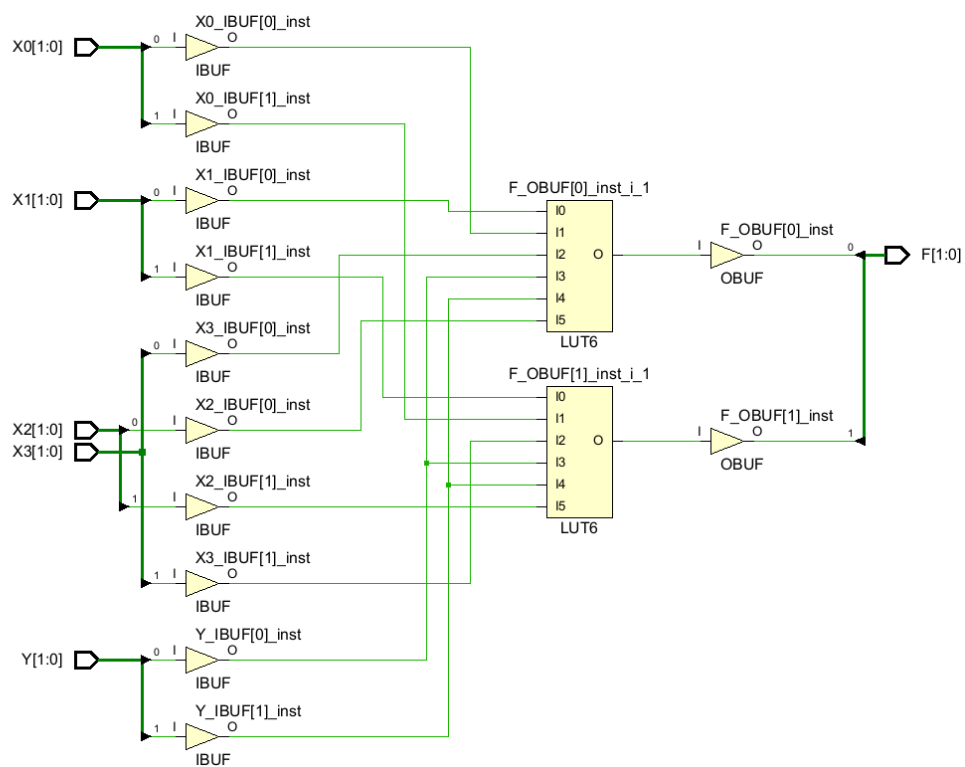 X0_IBUF[0]_inst
X0[1:0]
0
I
O
IBUF
X0_IBUF[1]_inst
1
I
O
IBUF
X1_IBUF[0]_inst
X1[1:0]
0
I
O
IBUF
X1_IBUF[1]_inst
1
I
O
IBUF
X3_IBUF[0]_inst
0
I
O
IBUF
X2_IBUF[0]_inst
X2[1:0]
0
I
O
X3[1:0]
IBUF
X2_IBUF[1]_inst
1
I
O
IBUF
X3_IBUF[1]_inst
1
I
O
IBUF
Y_IBUF[0]_inst
Y[1:0]
0
I
O
IBUF
Y_IBUF[1]_inst
1
I
O
IBUF
F_OBUF[0]_inst_i_1
I0
I1
I2
O
I3
I4
I5
LUT6
F_OBUF[1]_inst_i_1
I0
I1
I2
O
I3
I4
I5
LUT6
F_OBUF[0]_inst
I
O
0
F[1:0]
OBUF
F_OBUF[1]_inst
I
O
1
OBUF